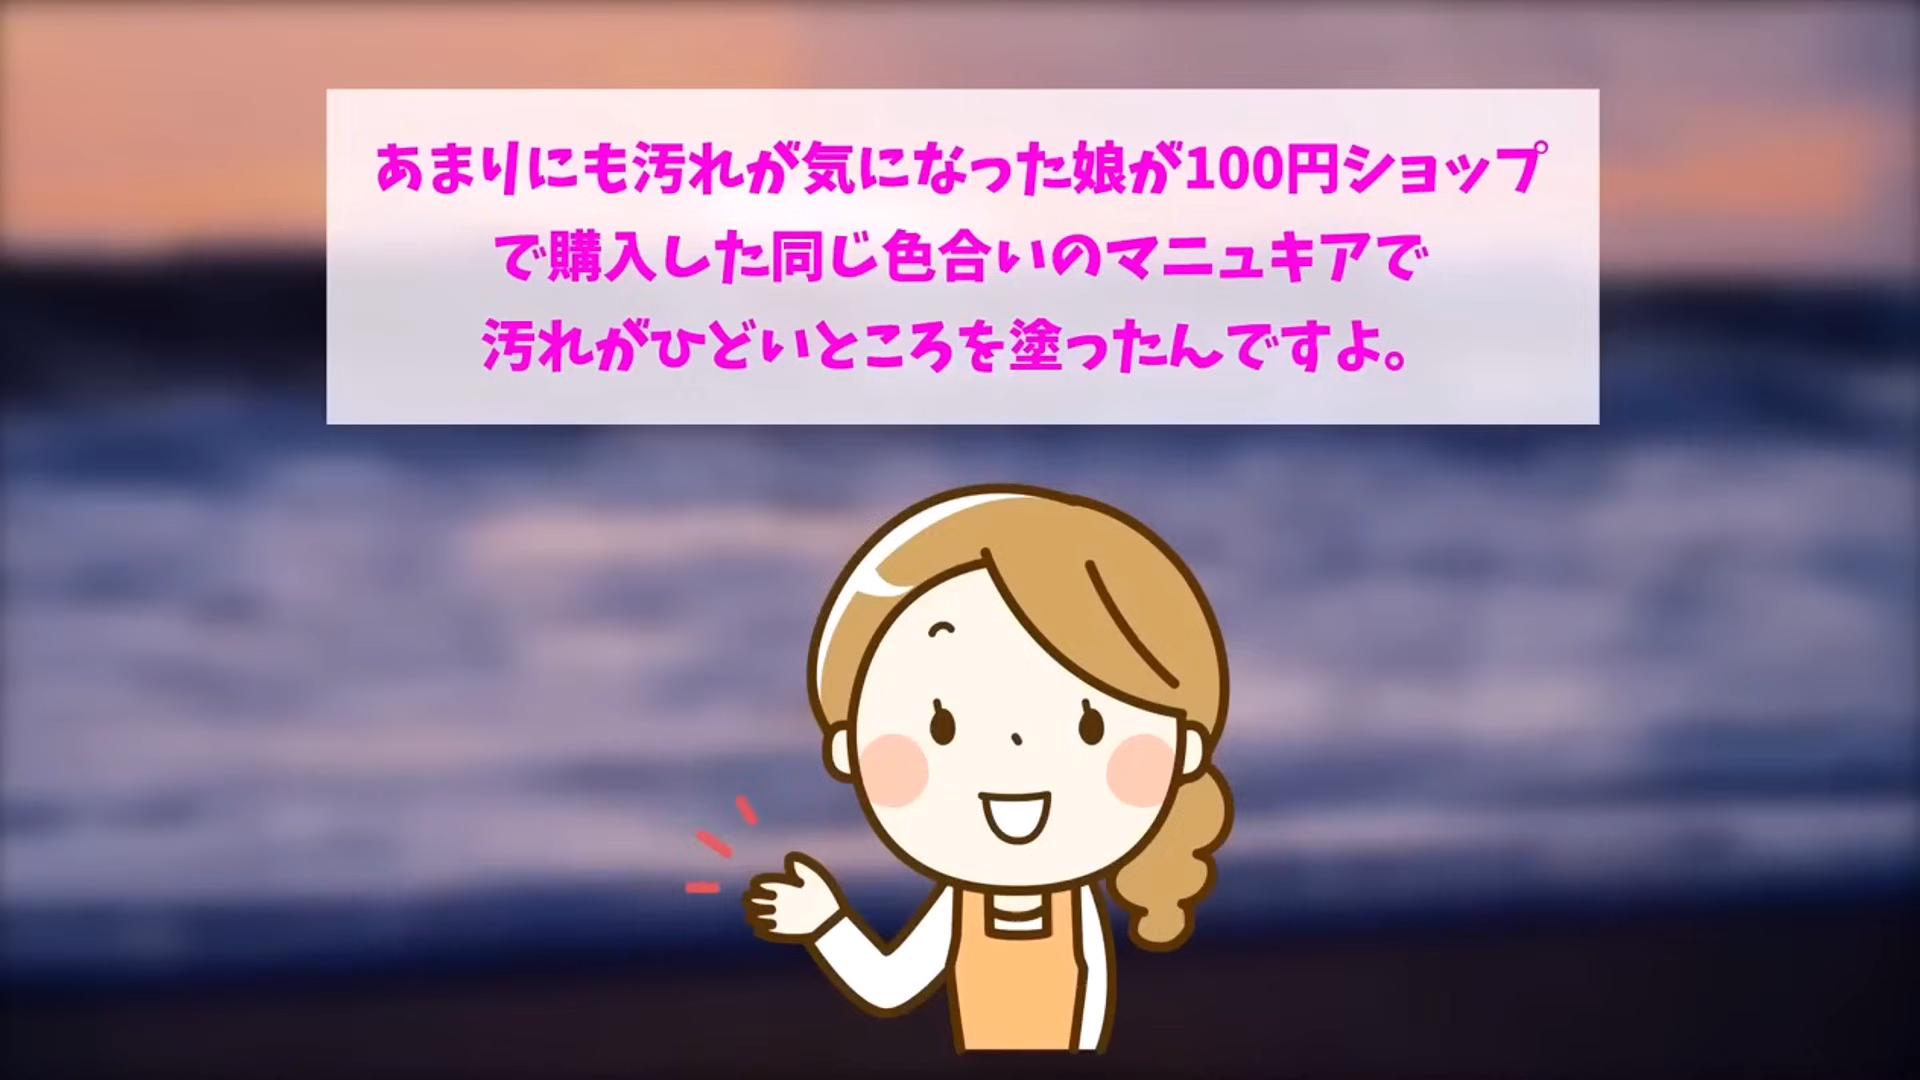 あまりにも汚れが気になった娘が100円ショップ
で購入した同じ色合いのマニュキアで
汚れがひどいところを塗ったんですよ。